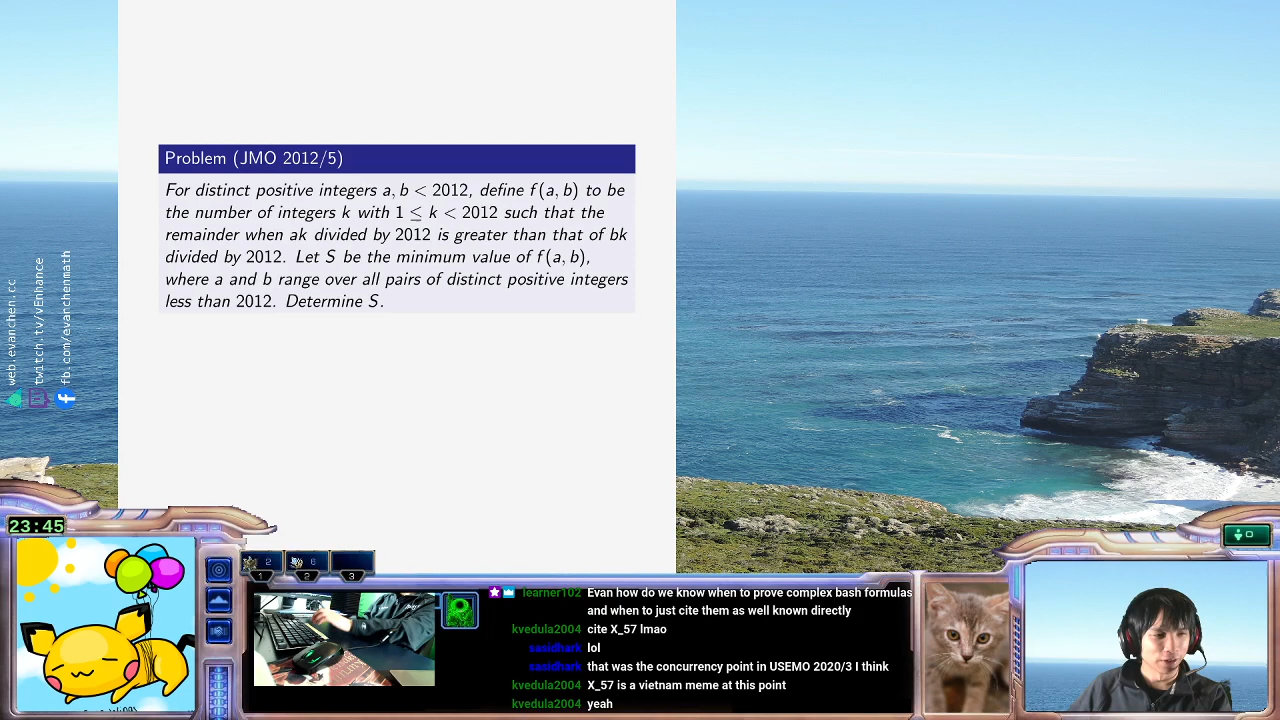 Problem (JMO 2012/5)
For distinct positive integers a, b < 2012, define f(a, b) to be
the number of integers k with 1 ≤ k < 2012 such that the
remainder when ak divided by 2012 is greater than that of bk
divided by 2012. Let S be the minimum value of f(a, b),
where a and b range over all pairs of distinct positive integers
less than 2012. Determine S.
web.evanchen.cc
twitch.tv/vEnhance
fb.com/evanchenmath
23:45
2
6
1
2
3
0
learner102 Evan how do we know when to prove complex bash formulas
and when to just cite them as well known directly
kvedula2004 cite X_57 lmao
sasidhark lol
sasidhark that was the concurrency point in USEMO 2020/3 I think
kvedula2004 X_57 is a vietnam meme at this point
kvedula2004 yeah